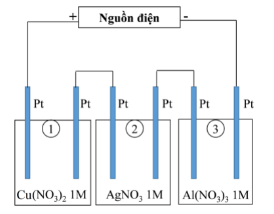 + Nguồn điện -
Pt Pt Pt Pt Pt Pt
1 2 3
Cu(NO₃)₂ 1M AgNO₃ 1M Al(NO₃)₃ 1M